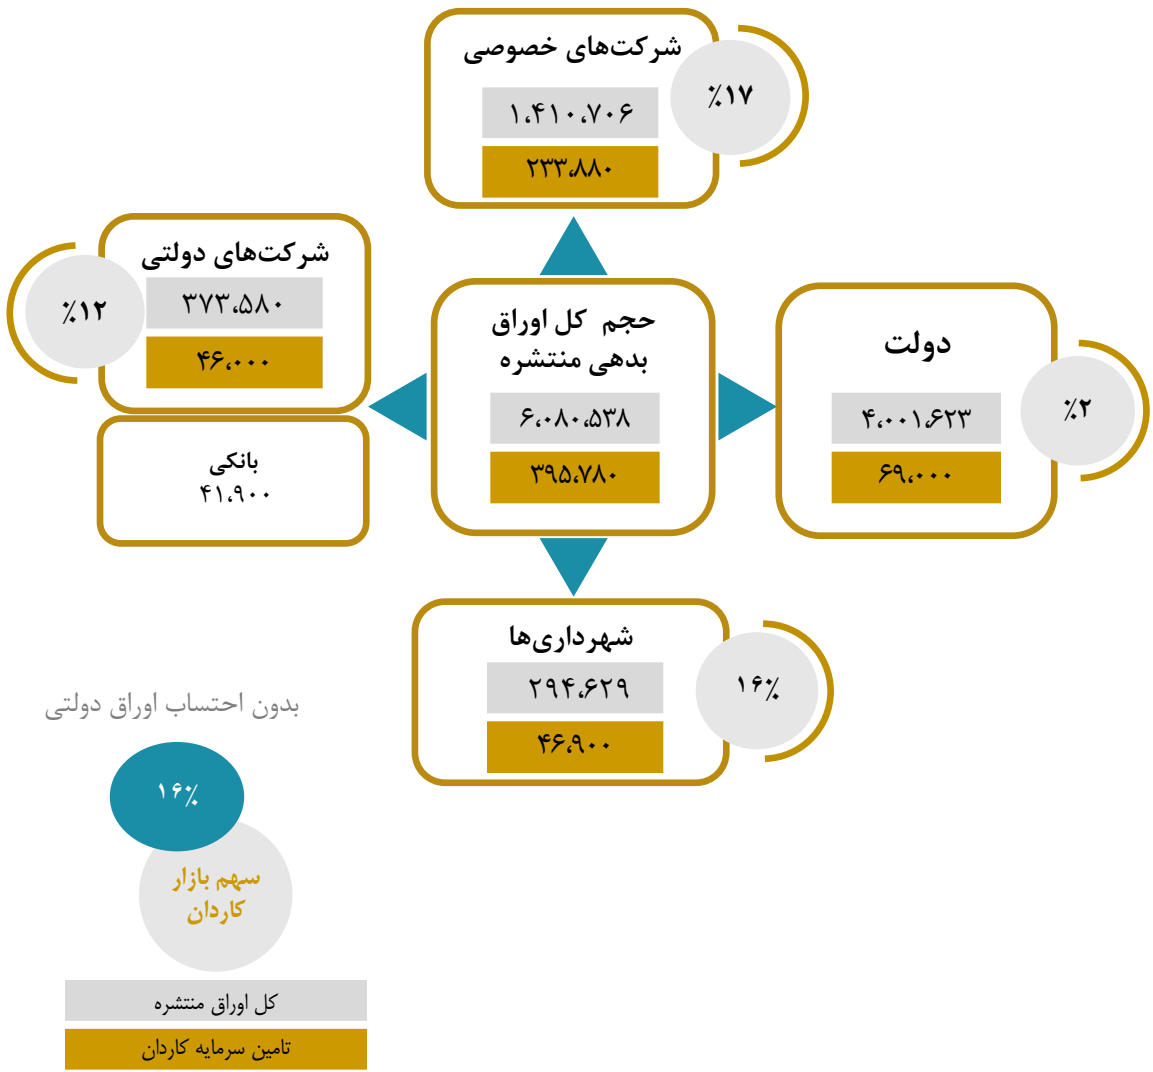 شرکت‌های خصوصی
۱،۴۱۰،۷۰۶
۲۳۳،۸۸۰
٪۱۷
شرکت‌های دولتی
۳۷۳،۵۸۰
۴۶،۰۰۰
٪۱۲
بانکی
۴۱،۹۰۰
حجم کل اوراق
بدهی منتشره
۶،۰۸۰،۵۳۸
۳۹۵،۷۸۰
دولت
۴،۰۰۱،۶۲۳
۶۹،۰۰۰
٪۲
شهرداری‌ها
۲۹۴،۶۲۹
۴۶،۹۰۰
۱۶٪
بدون احتساب اوراق دولتی
۱۶٪
سهم بازار
کاردان
کل اوراق منتشره
تامین سرمایه کاردان